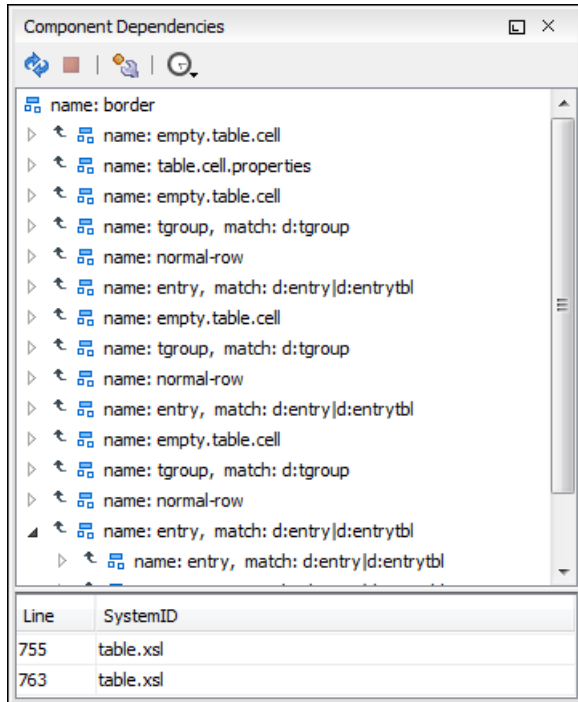 Component Dependencies
name: border
name: empty.table.cell
name: table.cell.properties
name: empty.table.cell
name: tgroup, match: d:tgroup
name: normal-row
name: entry, match: d:entry|d:entrytbl
name: empty.table.cell
name: tgroup, match: d:tgroup
name: normal-row
name: entry, match: d:entry|d:entrytbl
name: empty.table.cell
name: tgroup, match: d:tgroup
name: normal-row
name: entry, match: d:entry|d:entrytbl
name: entry, match: d:entry|d:entrytbl
Line SystemID
755 table.xsl
763 table.xsl